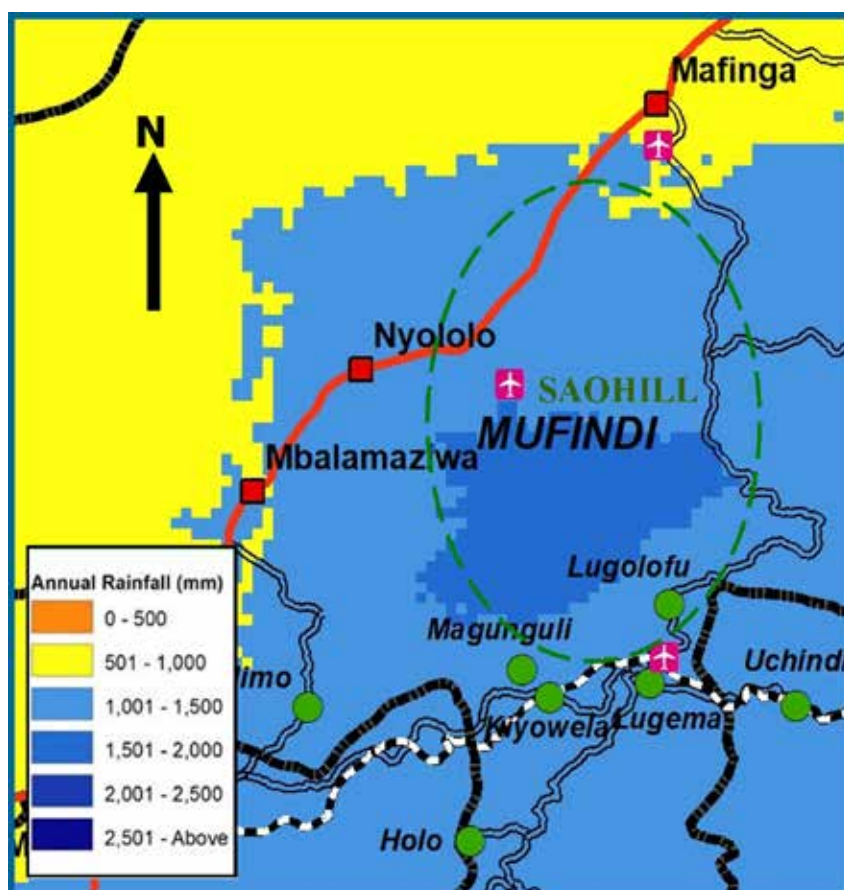 Mafinga
N
Nyololo
SAOHILL
MUFINDI
Mbalamaziwa
Annual Rainfall (mm)
0 - 500
501 - 1,000
1,001 - 1,500
1,501 - 2,000
2,001 - 2,500
2,501 - Above
Lugolofu
Magunguli
Uchindi
imo
Kiyowela
Lugema
Holo